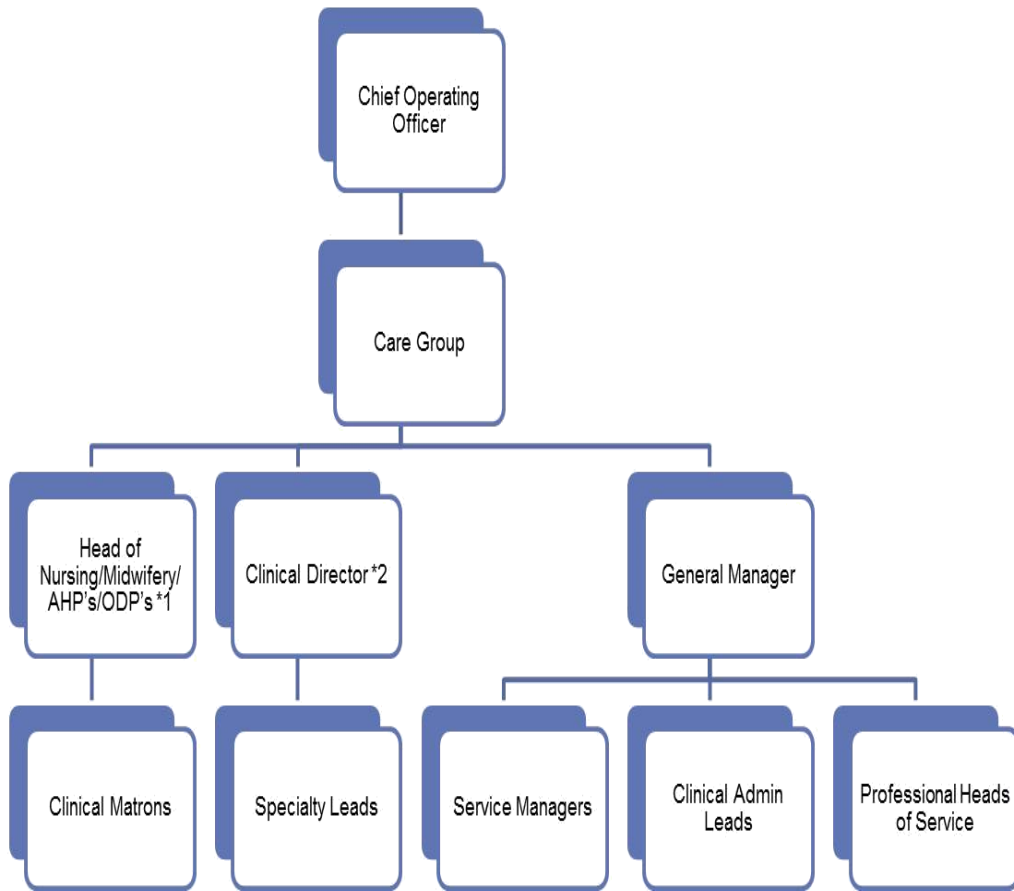 Chief Operating
Officer
Care Group
Head of
Nursing/Midwifery/
AHP's/ODP's *1
Clinical Director *2
General Manager
Clinical Matrons
Specialty Leads
Service Managers
Clinical Admin
Leads
Professional Heads
of Service